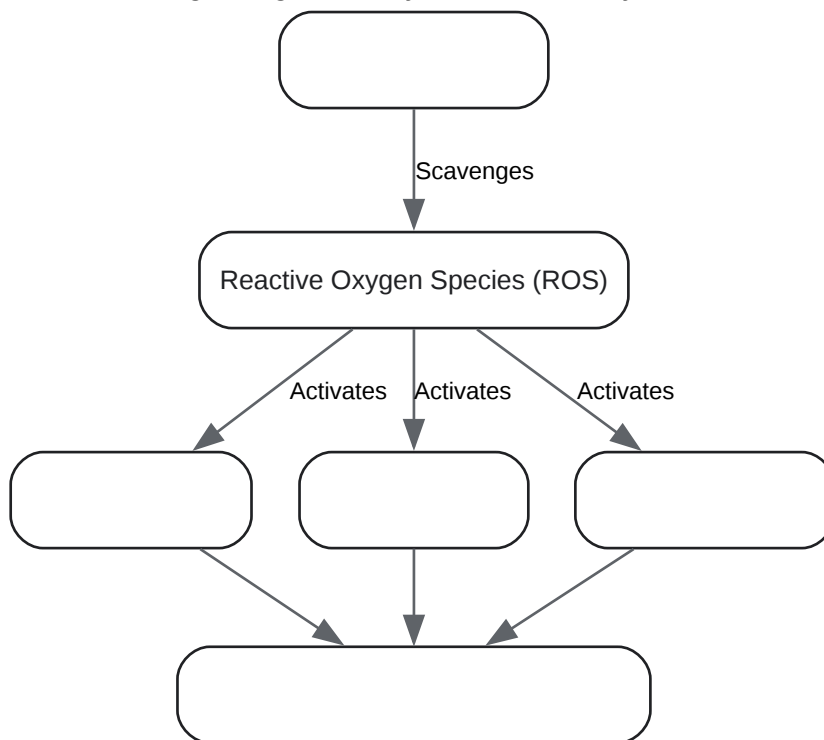 Scavenges
Reactive Oxygen Species (ROS)
Activates Activates Activates